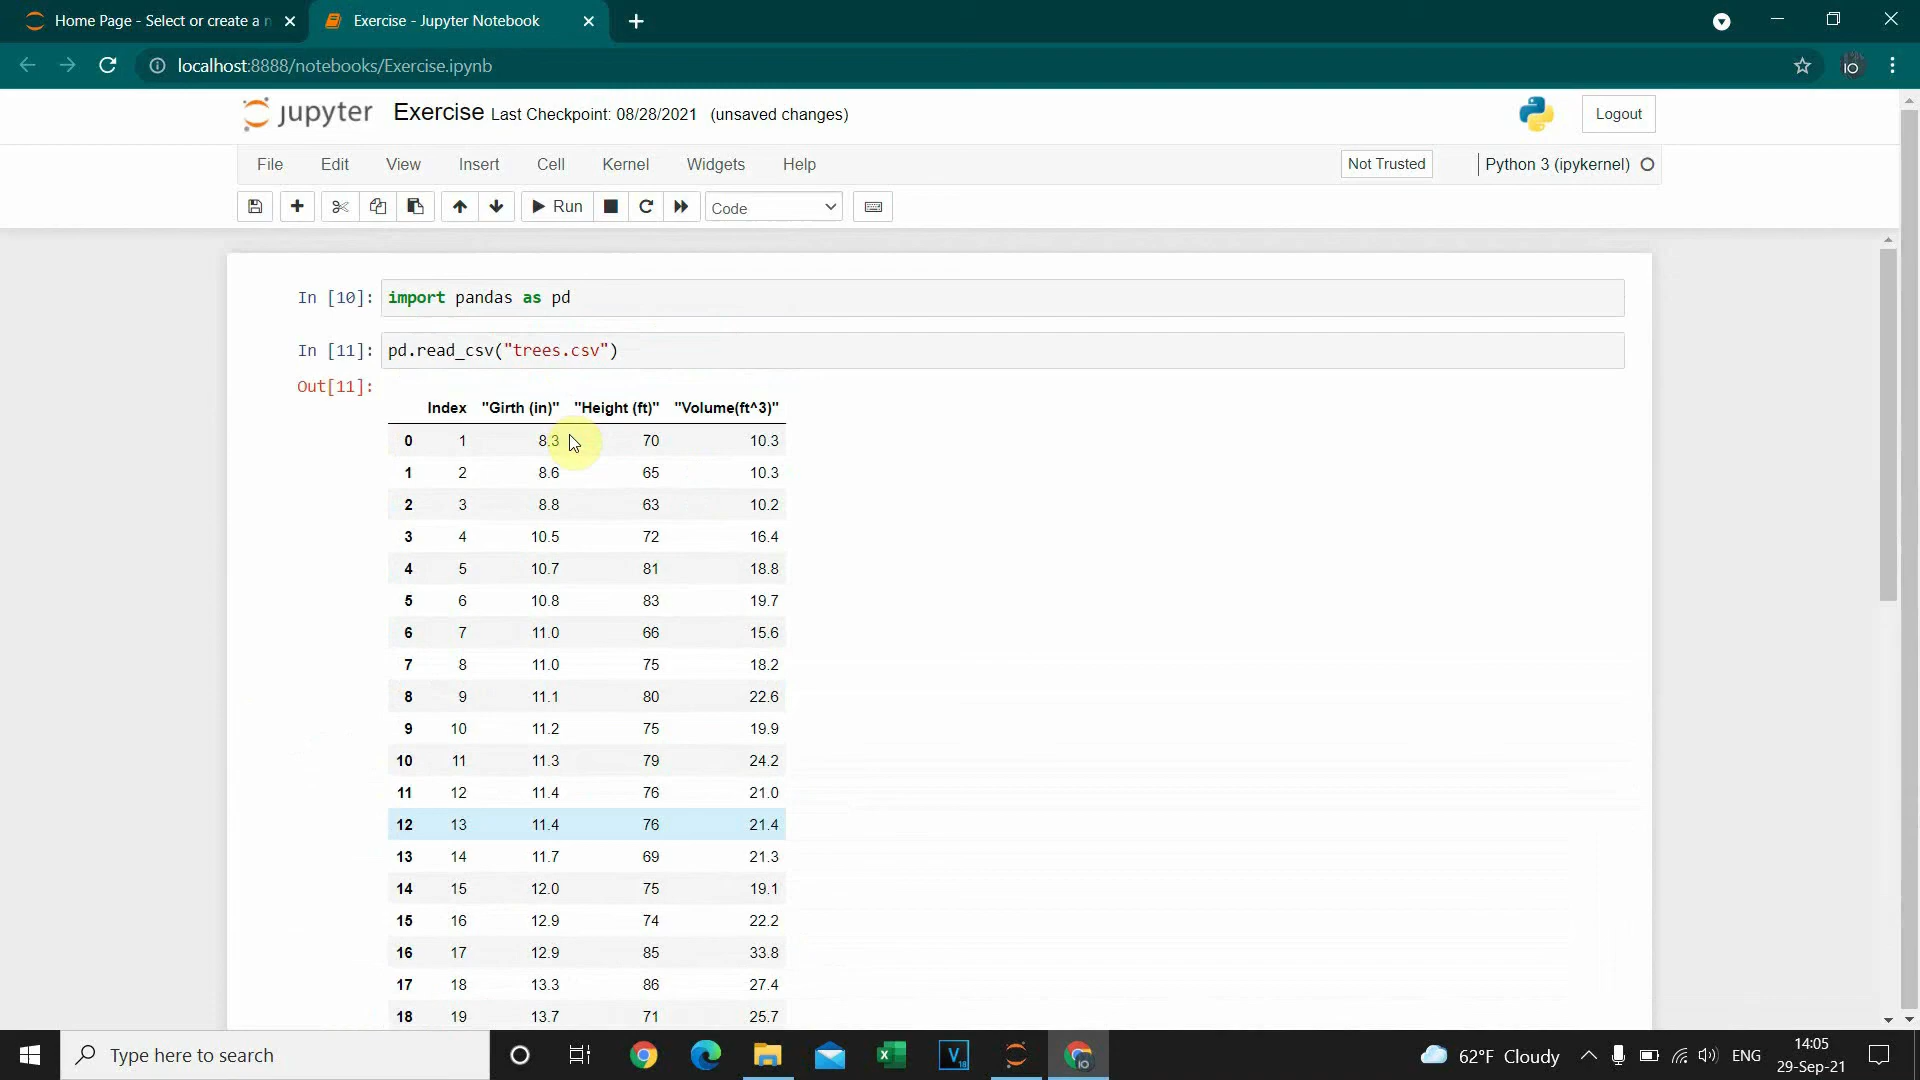 Home Page - Select or create a n
Exercise - Jupyter Notebook
localhost:8888/notebooks/Exercise.ipynb
IO
jupyter Exercise Last Checkpoint: 08/28/2021 (unsaved changes)
Logout
File Edit View Insert Cell Kernel Widgets Help
Not Trusted
Python 3 (ipykernel)
Run
Code
In [10]: import pandas as pd
In [11]: pd.read_csv("trees.csv")
Out[11]:
Index "Girth (in)" "Height (ft)" "Volume(ft^3)"
0 1 8.3 70 10.3
1 2 8.6 65 10.3
2 3 8.8 63 10.2
3 4 10.5 72 16.4
4 5 10.7 81 18.8
5 6 10.8 83 19.7
6 7 11.0 66 15.6
7 8 11.0 75 18.2
8 9 11.1 80 22.6
9 10 11.2 75 19.9
10 11 11.3 79 24.2
11 12 11.4 76 21.0
12 13 11.4 76 21.4
13 14 11.7 69 21.3
14 15 12.0 75 19.1
15 16 12.9 74 22.2
16 17 12.9 85 33.8
17 18 13.3 86 27.4
18 19 13.7 71 25.7
Type here to search
62°F Cloudy
ENG
14:05
29-Sep-21